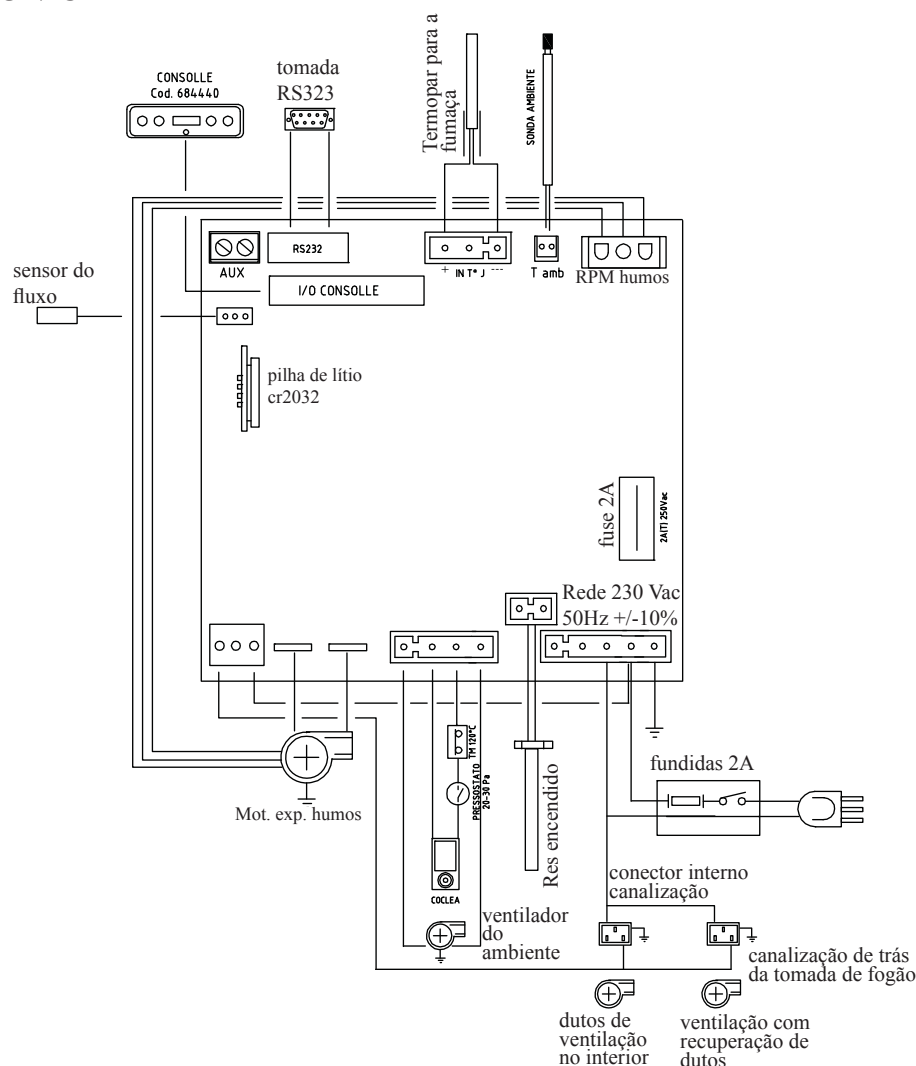 CONSOLLE
Cod. 684440
tomada
RS323
Termopar para a
fumaça
SONDA AMBIENTE
AUX
RS232
+ IN T* J ---
T amb
RPM humos
sensor do
fluxo
I/O CONSOLLE
pilha de lítio
cr2032
fuse 2A
2A(T) 250Vac
Rede 230 Vac
50Hz +/-10%
TM 120°C
PRESSOSTATO
20-30 Pa
Mot. exp. humos
Res encendido
fundidas 2A
COCLEA
ventilador
do
ambiente
conector interno
canalização
canalização de trás
da tomada de fogão
dutos de
ventilação
no interior
ventilação com
recuperação de
dutos